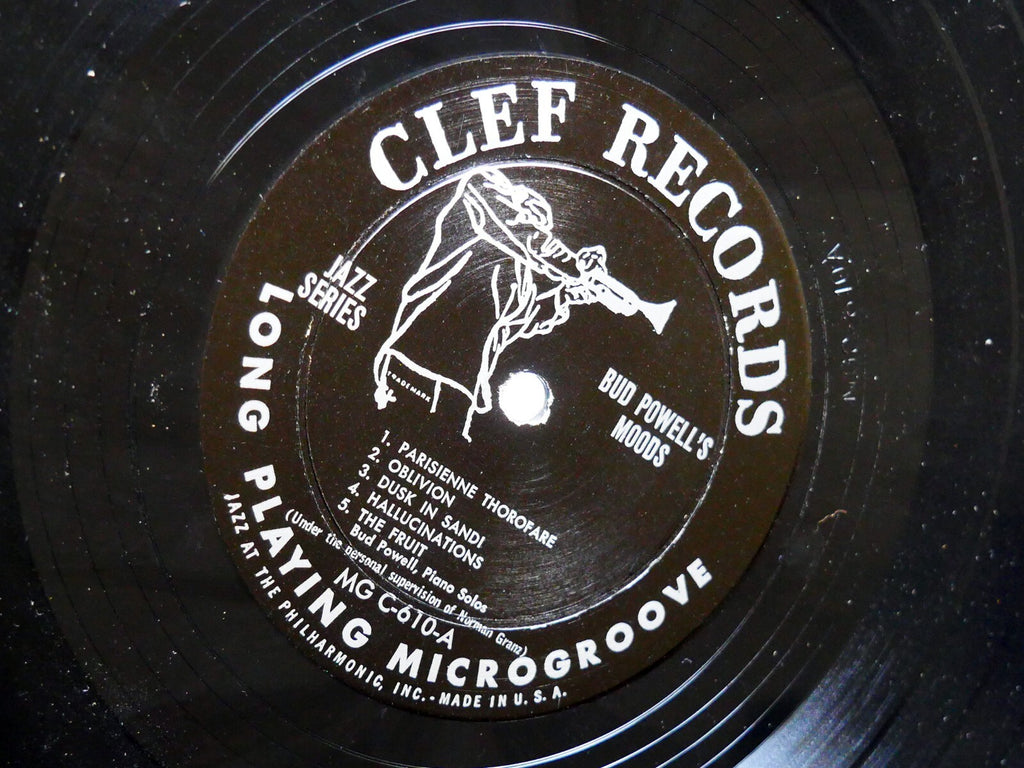 CLEF RECORDS
JAZZ
SERIES
TRADEMARK
BUD POWELL'S
MOODS
1. PARISIENNE THOROFARE
2. OBLIVION
3. DUSK IN SANDI
4. HALLUCINATIONS
5. THE FRUIT
Bud Powell, Piano Solos
(Under the personal supervision of Norman Granz)
MG C-610-A
LONG PLAYING MICROGROOVE
JAZZ AT THE PHILHARMONIC, INC. - MADE IN U. S. A.